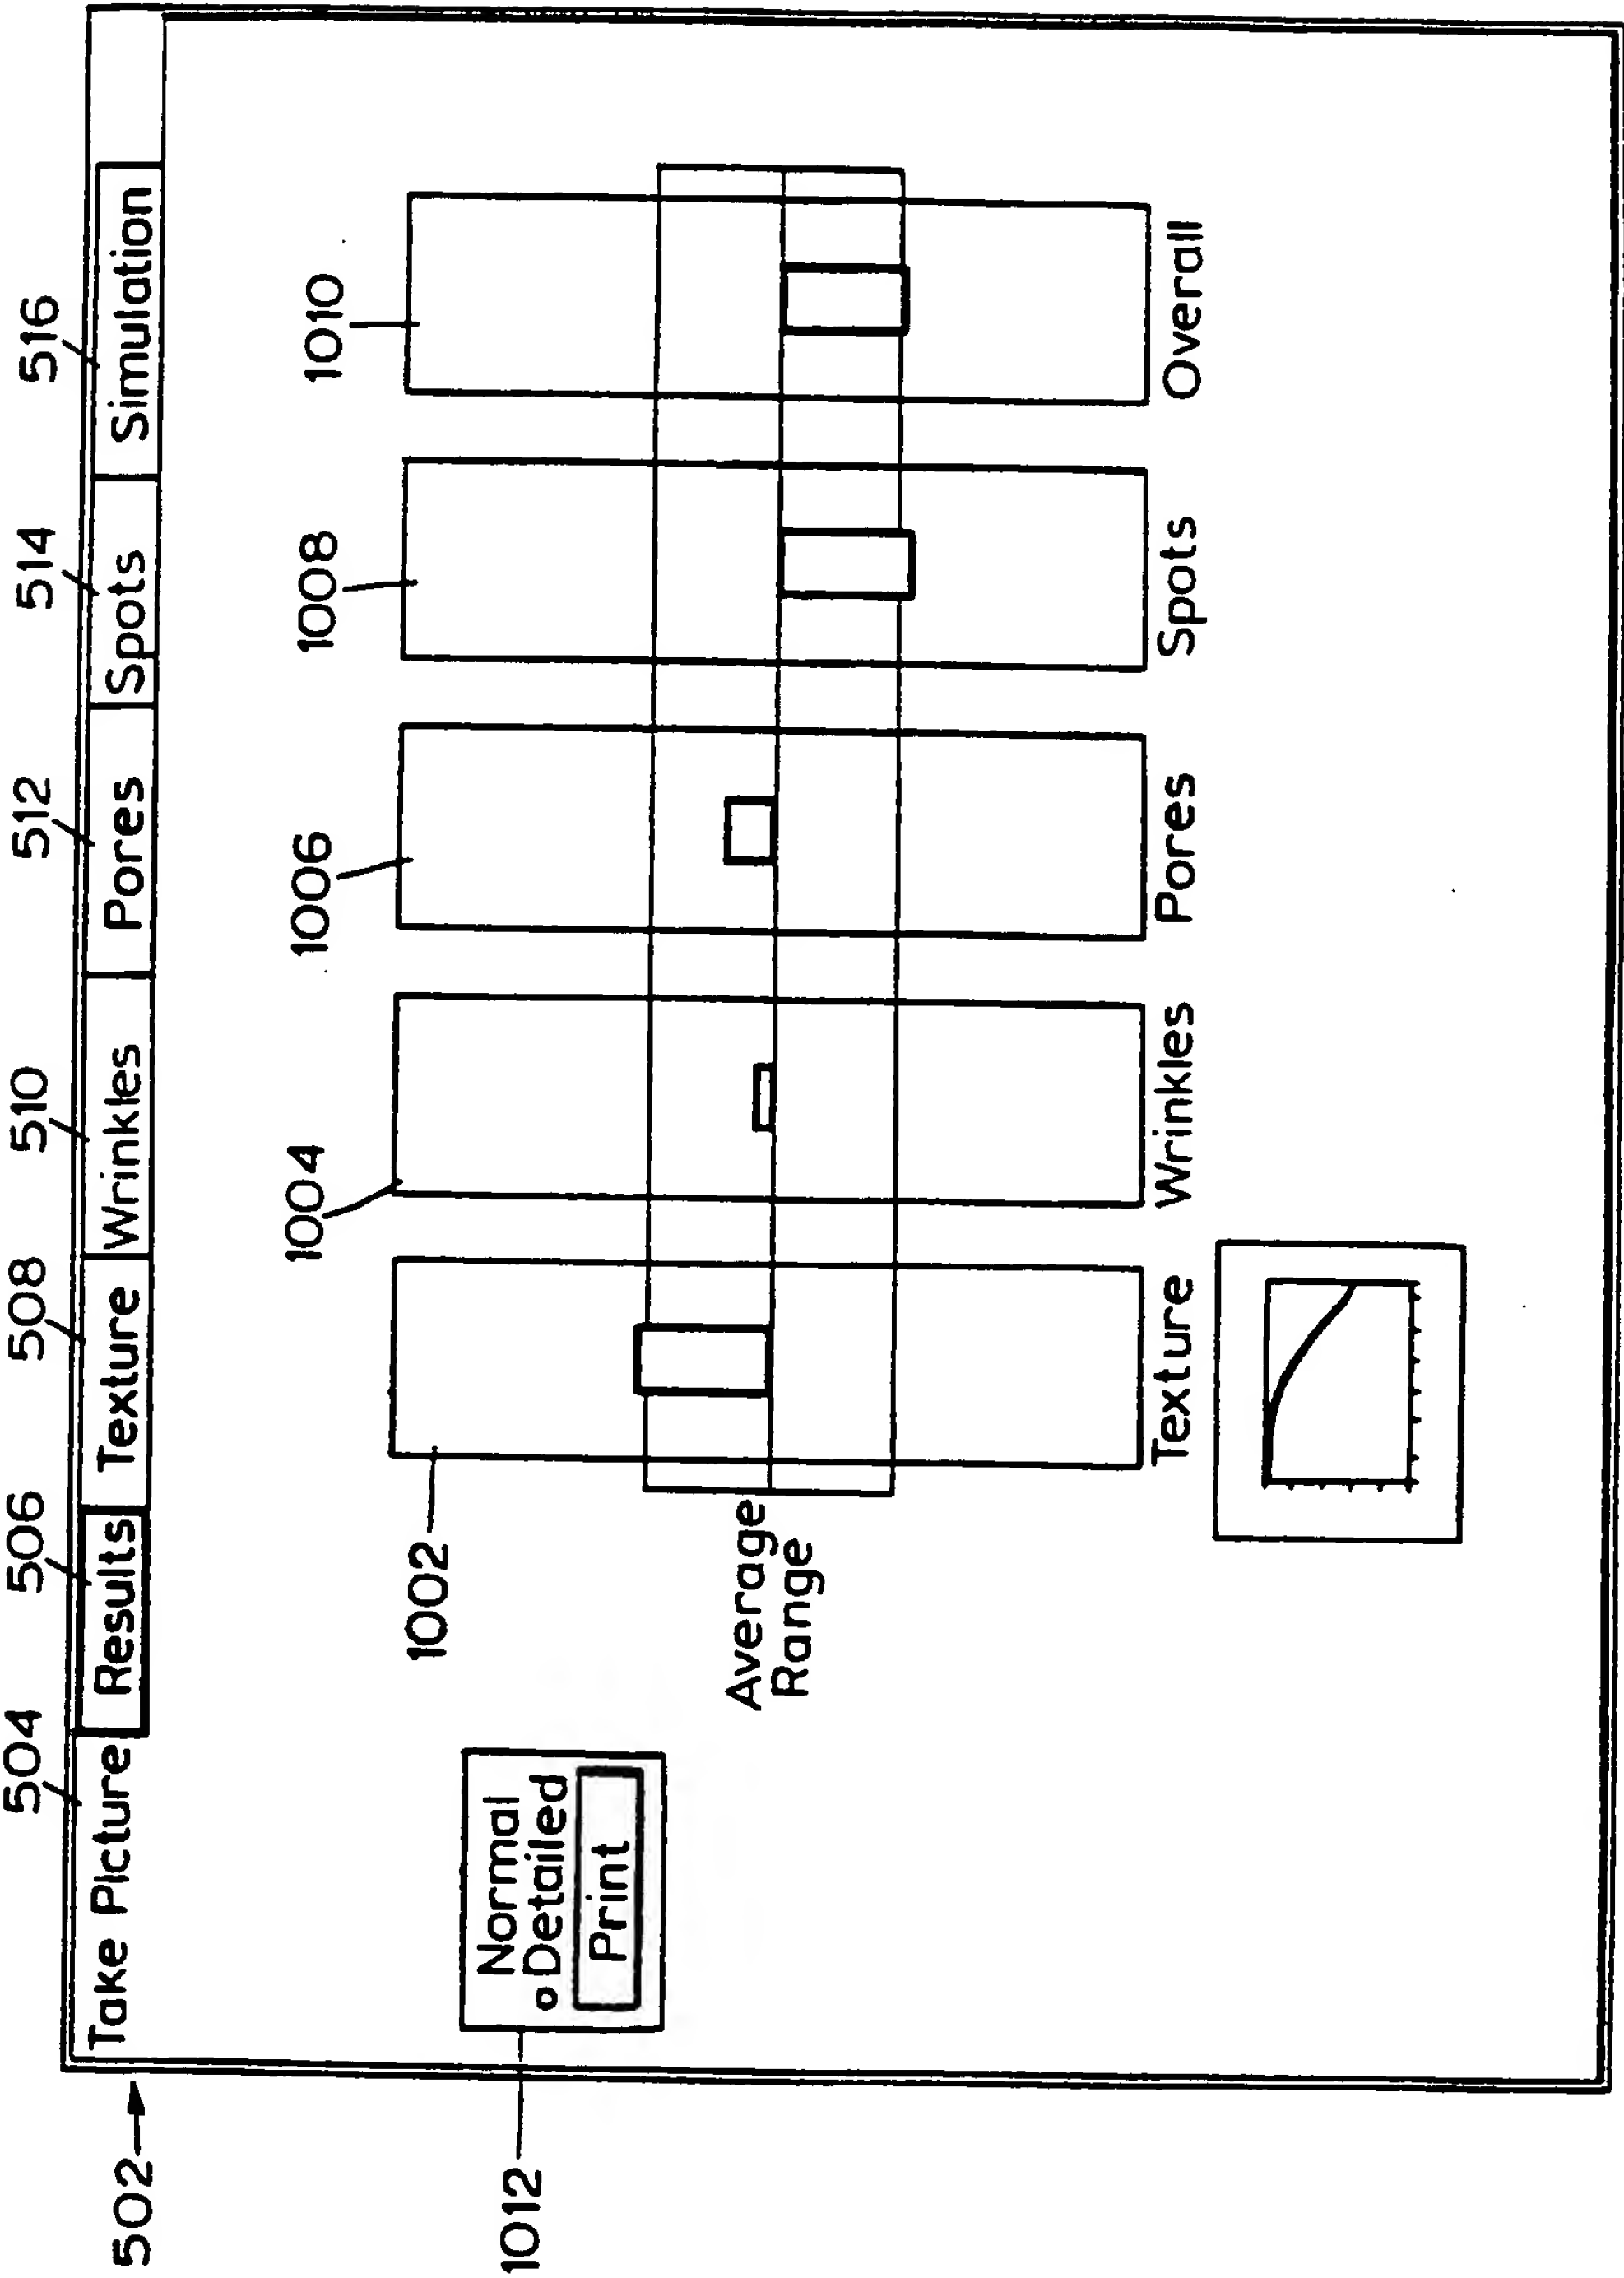 504 506 508 510 512 514 516
502
Take PIcture Results Texture Wrinkles Pores Spots Simulation
1002 1004 1006 1008 1010
1012
Normal
Detailed
Print
Average
Range
Texture Wrinkles Pores Spots Overall